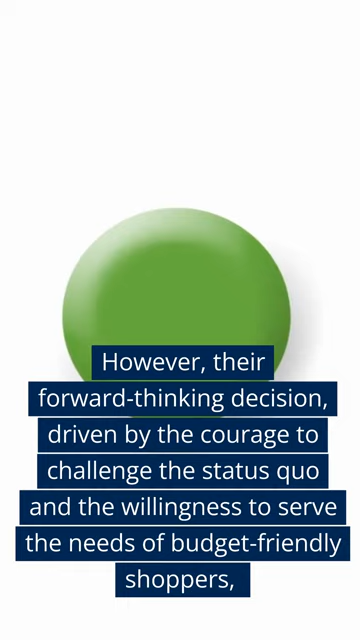 However, their
forward-thinking decision,
driven by the courage to
challenge the status quo
and the willingness to serve
the needs of budget-friendly
shoppers,